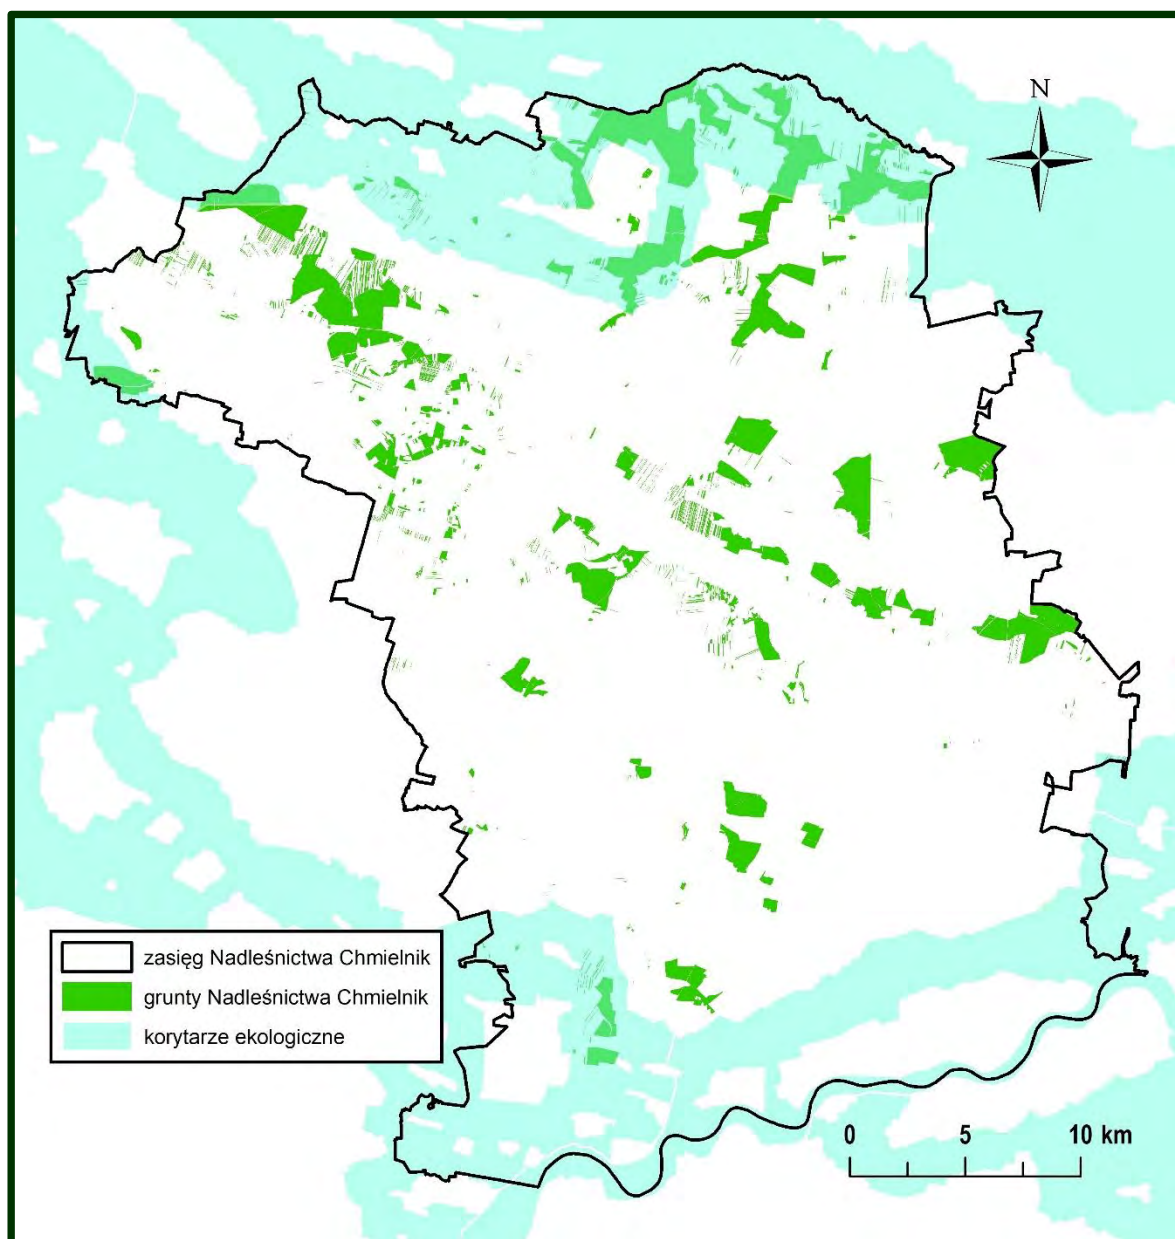 N
zasięg Nadleśnictwa Chmielnik
grunty Nadleśnictwa Chmielnik
korytarze ekologiczne
0 5 10 km